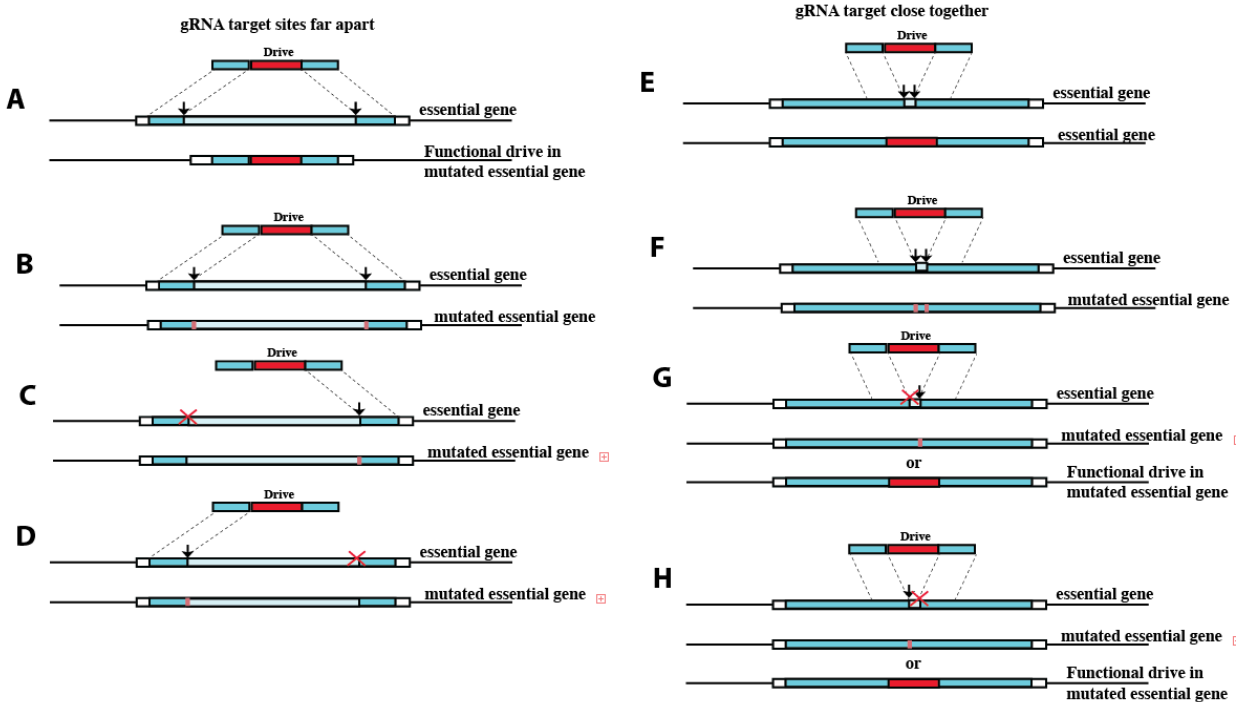 gRNA target sites far apart
Drive
A
essential gene
Functional drive in
mutated essential gene
Drive
B
essential gene
mutated essential gene
Drive
C
essential gene
mutated essential gene
Drive
D
essential gene
mutated essential gene
gRNA target close together
Drive
E
essential gene
essential gene
Drive
F
essential gene
mutated essential gene
Drive
G
essential gene
mutated essential gene
or
Functional drive in
mutated essential gene
Drive
H
essential gene
mutated essential gene
or
Functional drive in
mutated essential gene